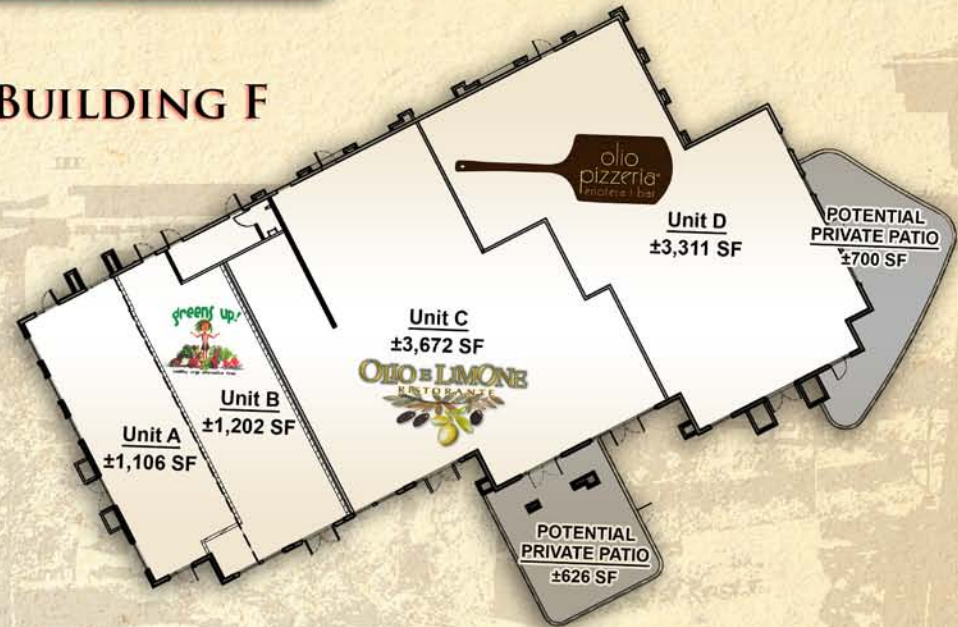 BUILDING F
olio
pizzeria
enoteca | bar
Unit D
±3,311 SF
POTENTIAL
PRIVATE PATIO
±700 SF
greens up!
Unit C
±3,672 SF
OLIO E LIMONE
RISTORANTE
Unit B
±1,202 SF
Unit A
±1,106 SF
POTENTIAL
PRIVATE PATIO
±626 SF